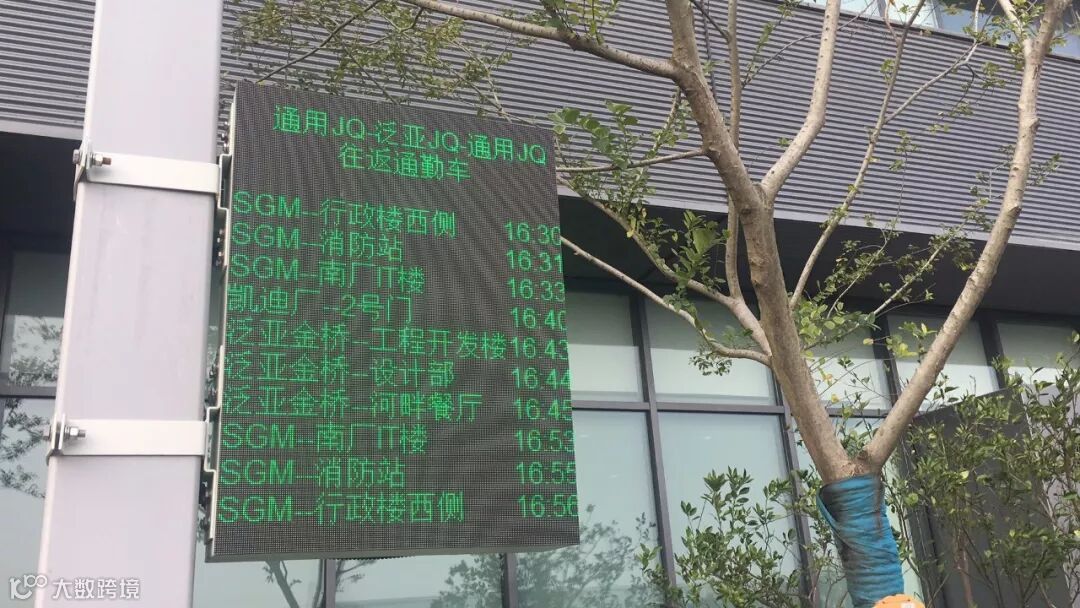 通用JQ-泛亚JQ-通用JQ
往返通勤车
SGM--行政楼西侧 16.30
SGM--消防站 16.31
SGM--南厂IT楼 16.33
凯迪厂--2号门 16.40
泛亚金桥--工程开发楼 16.43
泛亚金桥--设计部 16.44
泛亚金桥--河畔餐厅 16.45
SGM--南厂IT楼 16.53
SGM--消防站 16.55
SGM--行政楼西侧 16.56
大数跨境